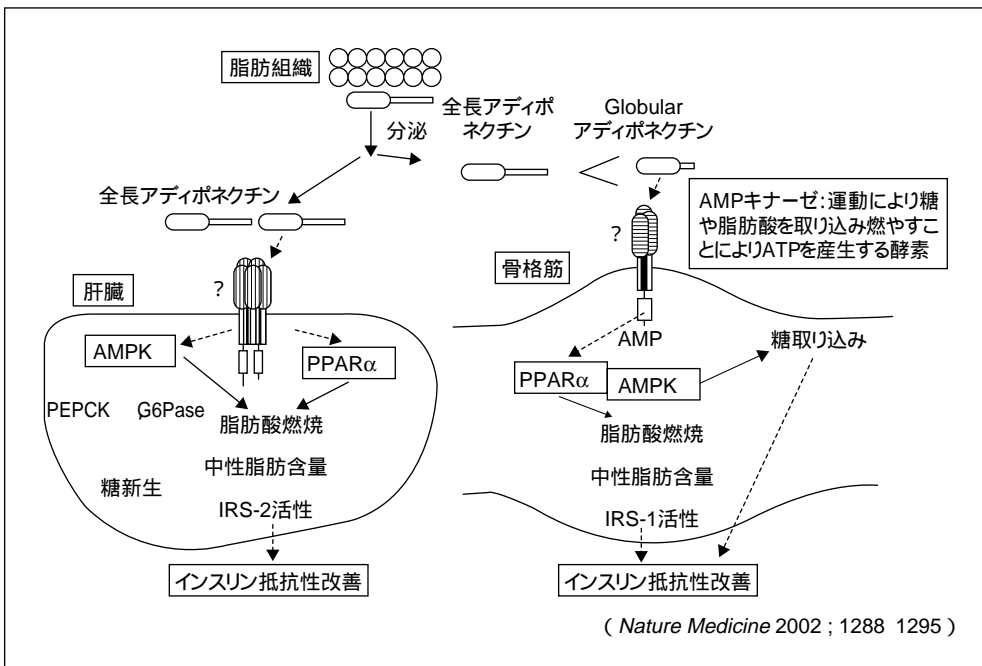 脂肪組織
分泌
全長アディポ
ネクチン
Globular
アディポネクチン
全長アディポネクチン
AMPキナーゼ：運動により糖
や脂肪酸を取り込み燃やすこ
とによりATPを産生する酵素
?
骨格筋
?
肝臓
AMPK
PPARα
PEPCK G6Pase
脂肪酸燃焼
中性脂肪含量
糖新生
IRS-2活性
インスリン抵抗性改善
AMP
糖取り込み
PPARα
AMPK
脂肪酸燃焼
中性脂肪含量
IRS-1活性
インスリン抵抗性改善
( Nature Medicine 2002 ; 1288 1295 )